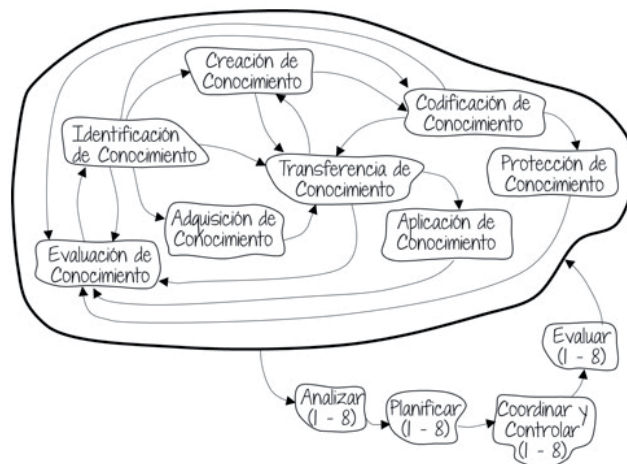 Creación de
Conocimiento
Codificación de
Conocimiento
Identificación
de Conocimiento
Transferencia de
Conocimiento
Protección de
Conocimiento
Adquisición de
Conocimiento
Aplicación de
Conocimiento
Evaluación de
Conocimiento
Evaluar
(1 - 8)
Analizar
(1 - 8)
Planificar
(1 - 8)
Coordinar y
Controlar
(1 - 8)